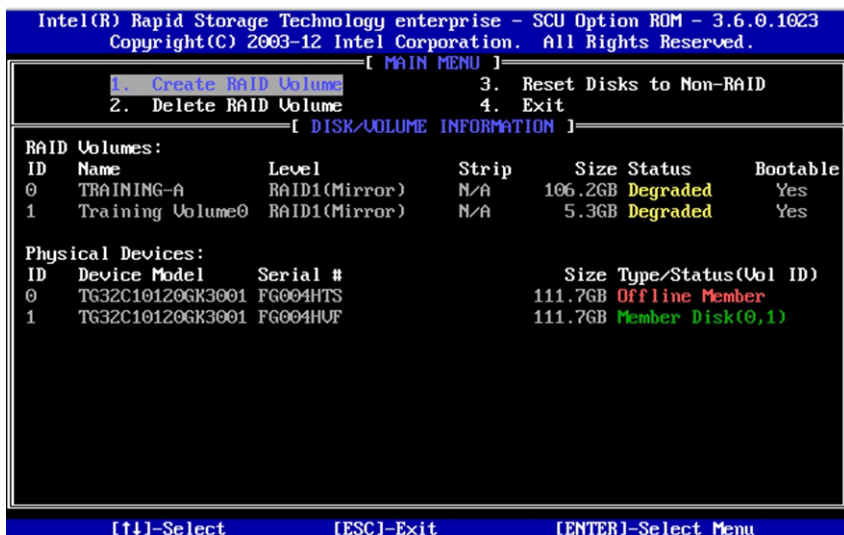 Intel(R) Rapid Storage Technology enterprise - SCU Option ROM - 3.6.0.1023
Copyright(C) 2003-12 Intel Corporation. All Rights Reserved.
[ MAIN MENU ]
1. Create RAID Volume 3. Reset Disks to Non-RAID
2. Delete RAID Volume 4. Exit
[ DISK/VOLUME INFORMATION ]
RAID Volumes:
ID Name Level Strip Size Status Bootable
0 TRAINING-A RAID1(Mirror) N/A 106.2GB Degraded Yes
1 Training Volume0 RAID1(Mirror) N/A 5.3GB Degraded Yes
Physical Devices:
ID Device Model Serial # Size Type/Status(Vol ID)
0 TG32C10120GK3001 FG004HTS 111.7GB Offline Member
1 TG32C10120GK3001 FG004HVF 111.7GB Member Disk(0,1)
[↑↓]-Select [ESC]-Exit [ENTER]-Select Menu